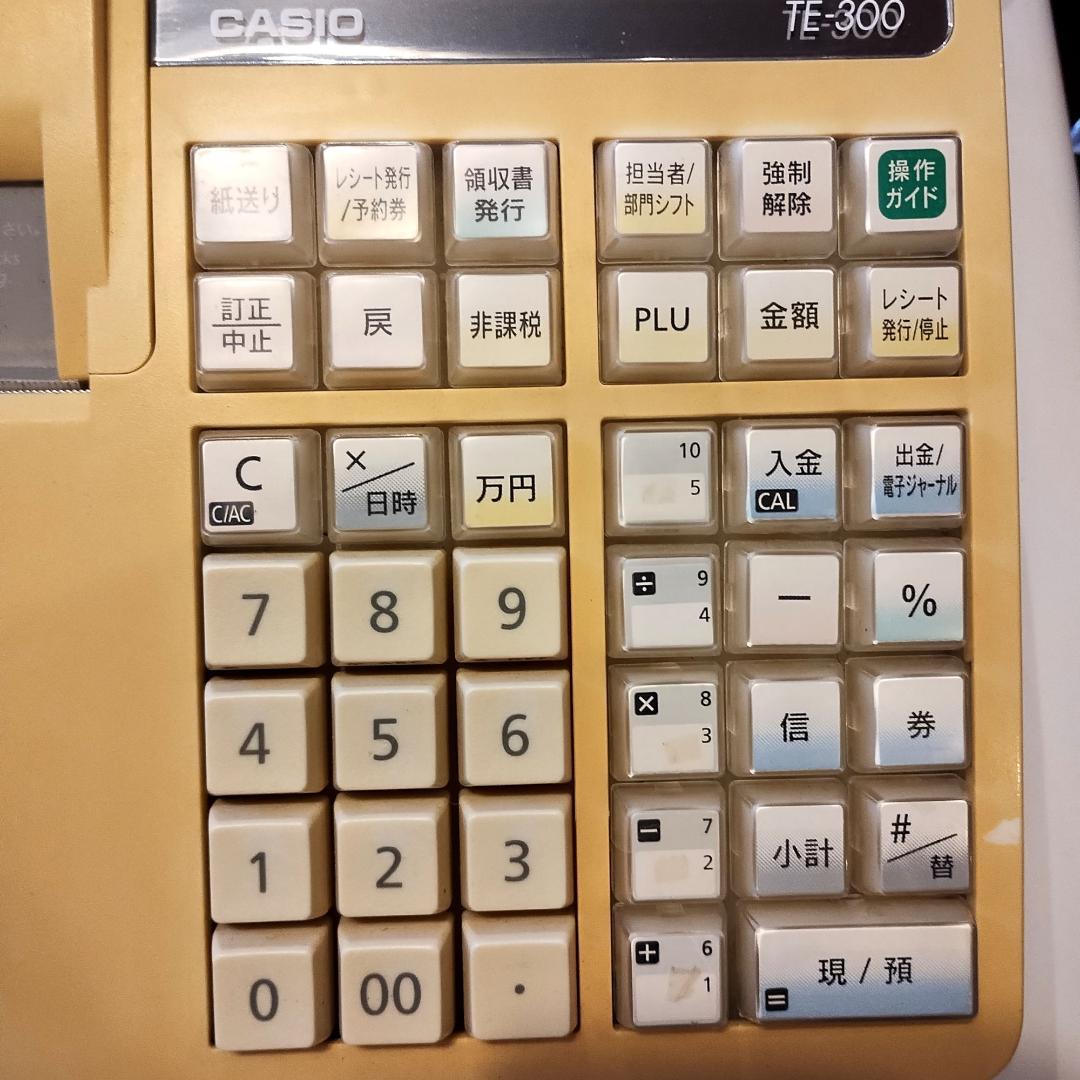 CASIO
TE-300
紙送り
レシート発行
/予約券
領収書
発行
担当者/
部門シフト
強制
解除
操作
ガイド
訂正
中止
戻
非課税
PLU
金額
レシート
発行/停止
C
C/AC
×
日時
万円
10
5
入金
CAL
出金/
電子ジャーナル
7
8
9
÷ 9
4
—
%
4
5
6
× 8
3
信
券
1
2
3
− 7
2
小計
#
替
0
00
・
+ 6
1
現 / 預
=
さい。
cks